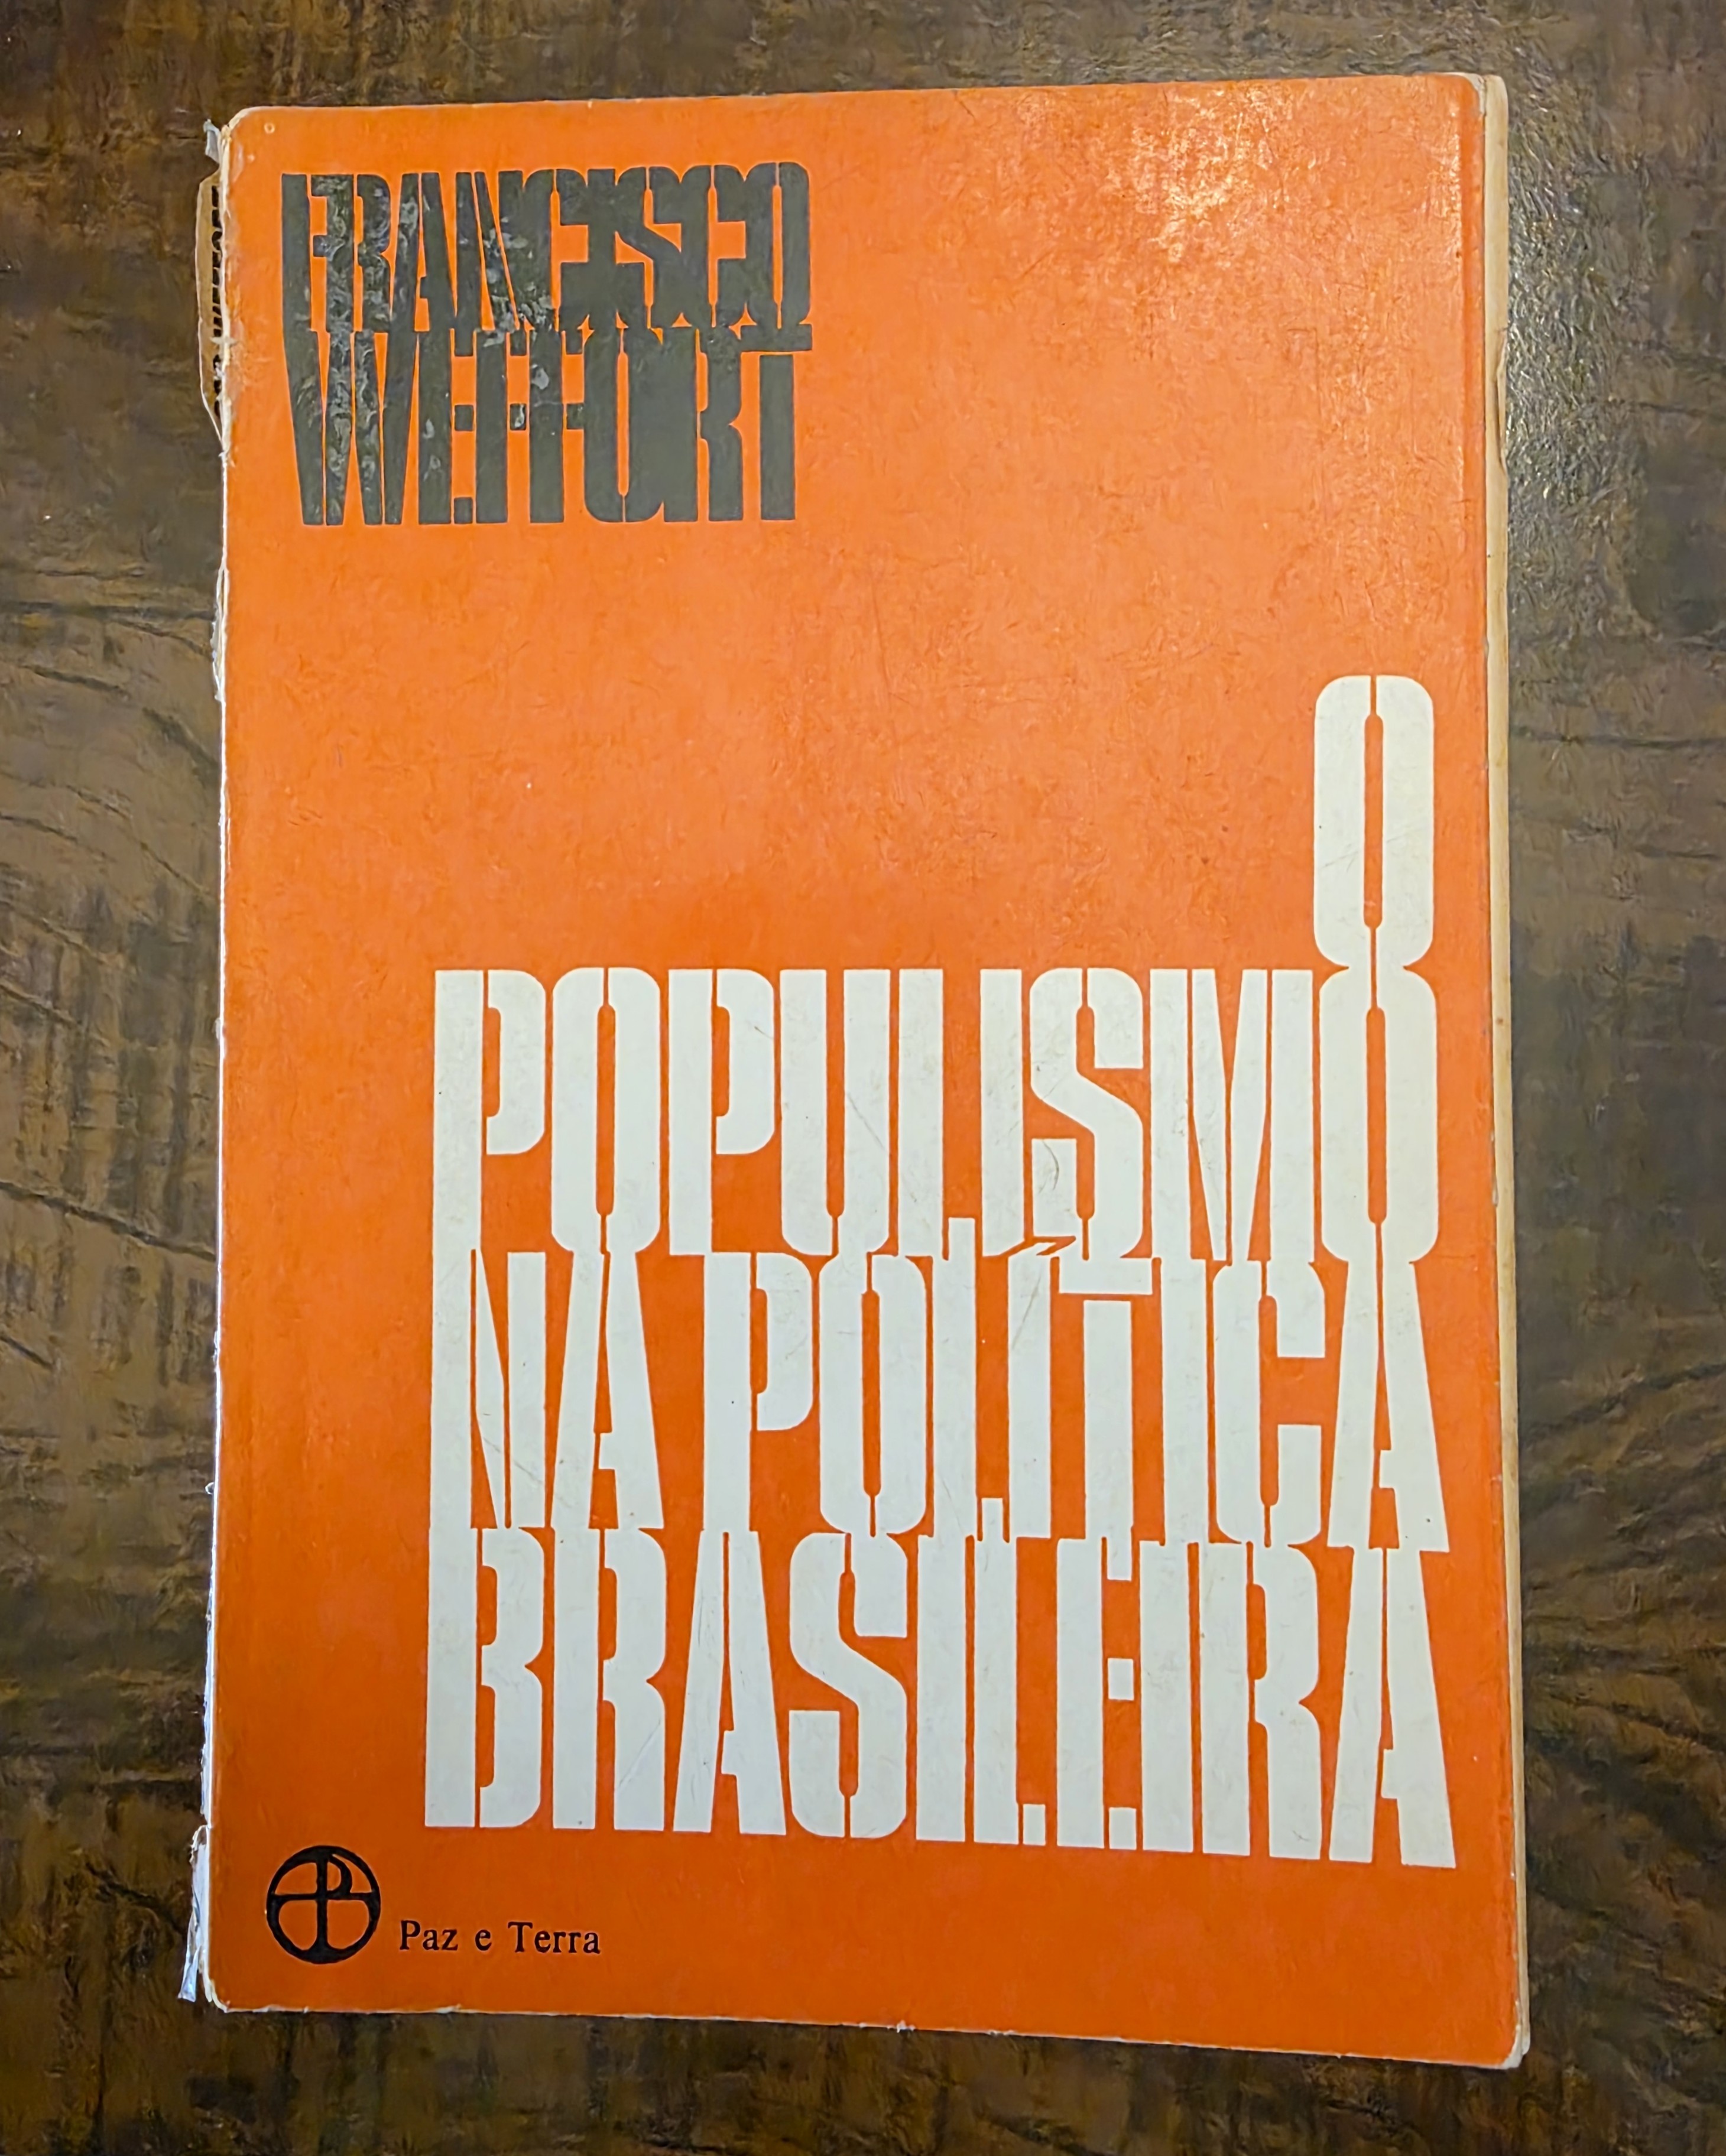 FRANCISCO
WEFFORT
O
POPULISMO
NA POLÍTICA
BRASILEIRA
Paz e Terra